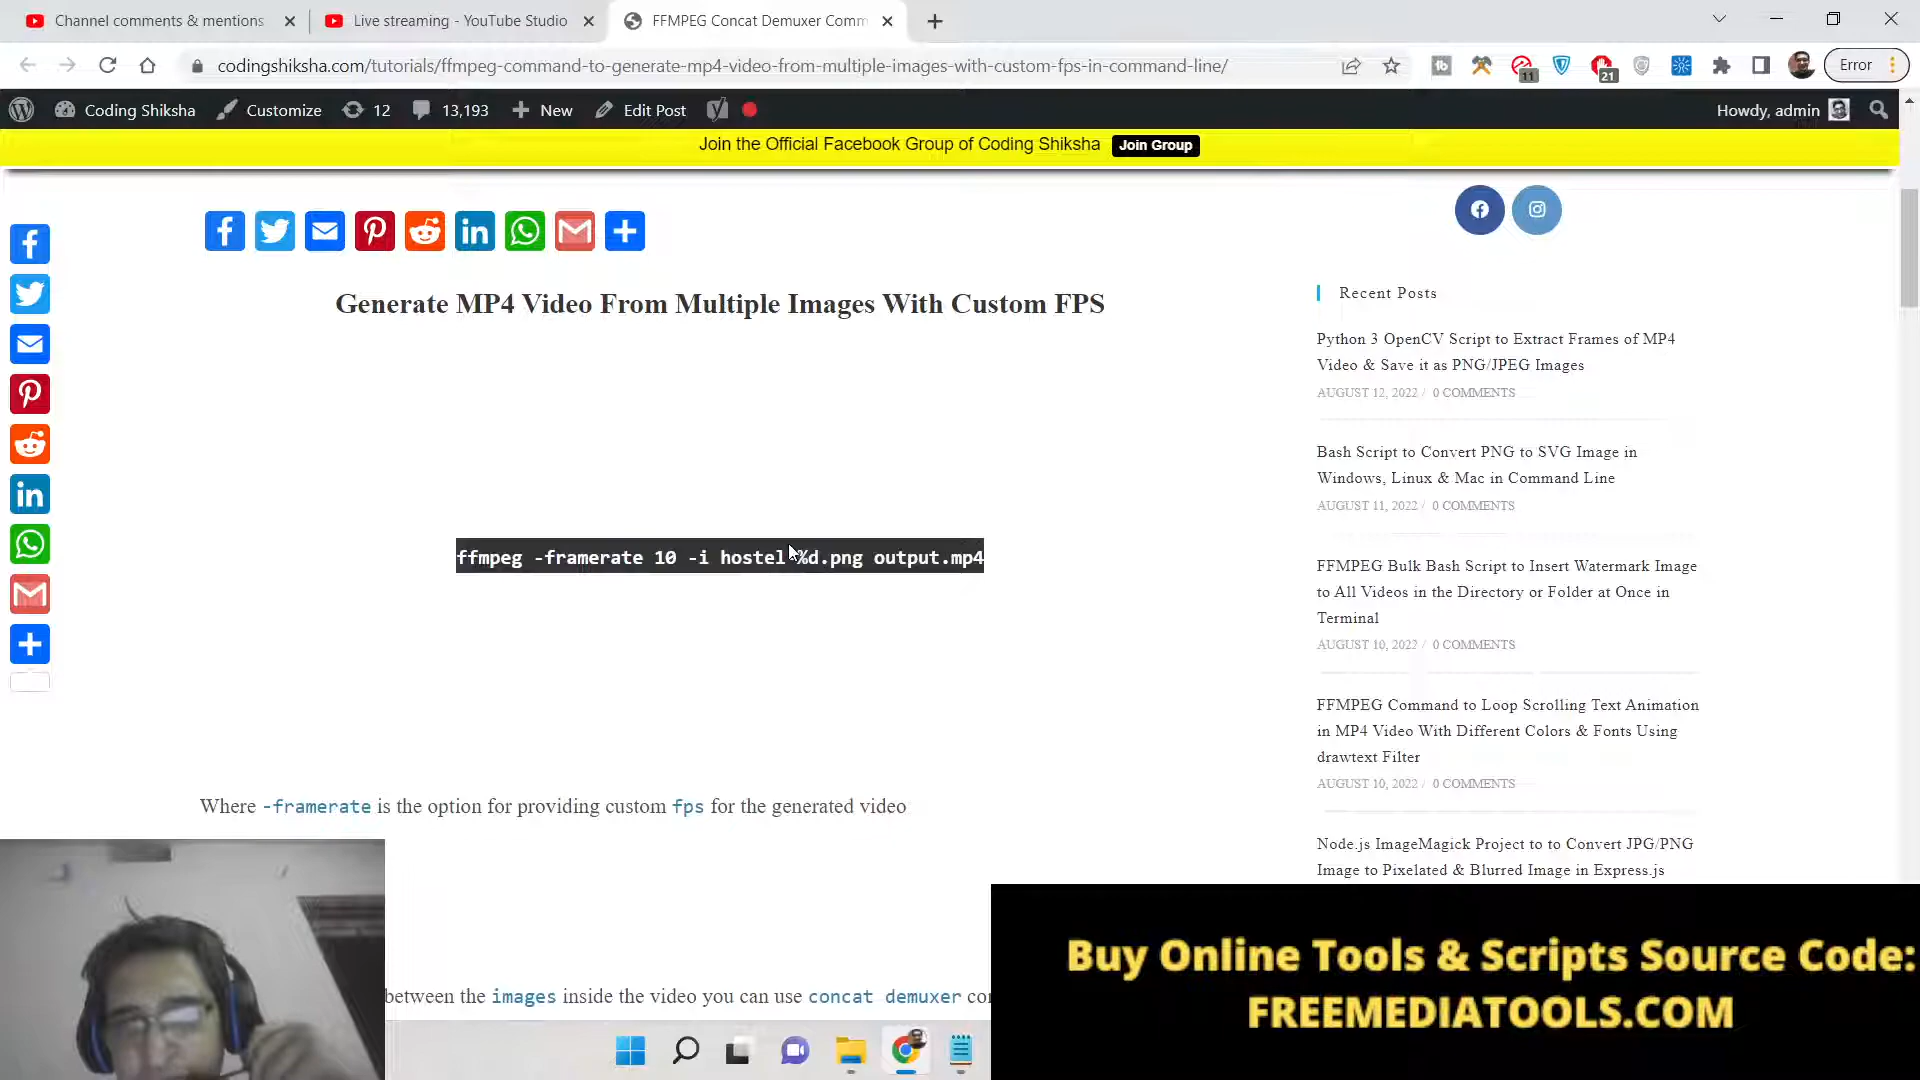 Channel comments & mentions
Live streaming - YouTube Studio
FFMPEG Concat Demuxer Comm
codingshiksha.com/tutorials/ffmpeg-command-to-generate-mp4-video-from-multiple-images-with-custom-fps-in-command-line/
11
21
Error
Coding Shiksha
Customize
12
13,193
New
Edit Post
Howdy, admin
Join the Official Facebook Group of Coding Shiksha
Join Group
Generate MP4 Video From Multiple Images With Custom FPS
ffmpeg -framerate 10 -i hostel-%d.png output.mp4
Where -framerate is the option for providing custom fps for the generated video
between the images inside the video you can use concat demuxer
Recent Posts
Python 3 OpenCV Script to Extract Frames of MP4
Video & Save it as PNG/JPEG Images
AUGUST 12, 2022 / 0 COMMENTS
Bash Script to Convert PNG to SVG Image in
Windows, Linux & Mac in Command Line
AUGUST 11, 2022 / 0 COMMENTS
FFMPEG Bulk Bash Script to Insert Watermark Image
to All Videos in the Directory or Folder at Once in
Terminal
AUGUST 10, 2022 / 0 COMMENTS
FFMPEG Command to Loop Scrolling Text Animation
in MP4 Video With Different Colors & Fonts Using
drawtext Filter
AUGUST 10, 2022 / 0 COMMENTS
Node.js ImageMagick Project to to Convert JPG/PNG
Image to Pixelated & Blurred Image in Express.js
Buy Online Tools & Scripts Source Code:
FREEMEDIATOOLS.COM